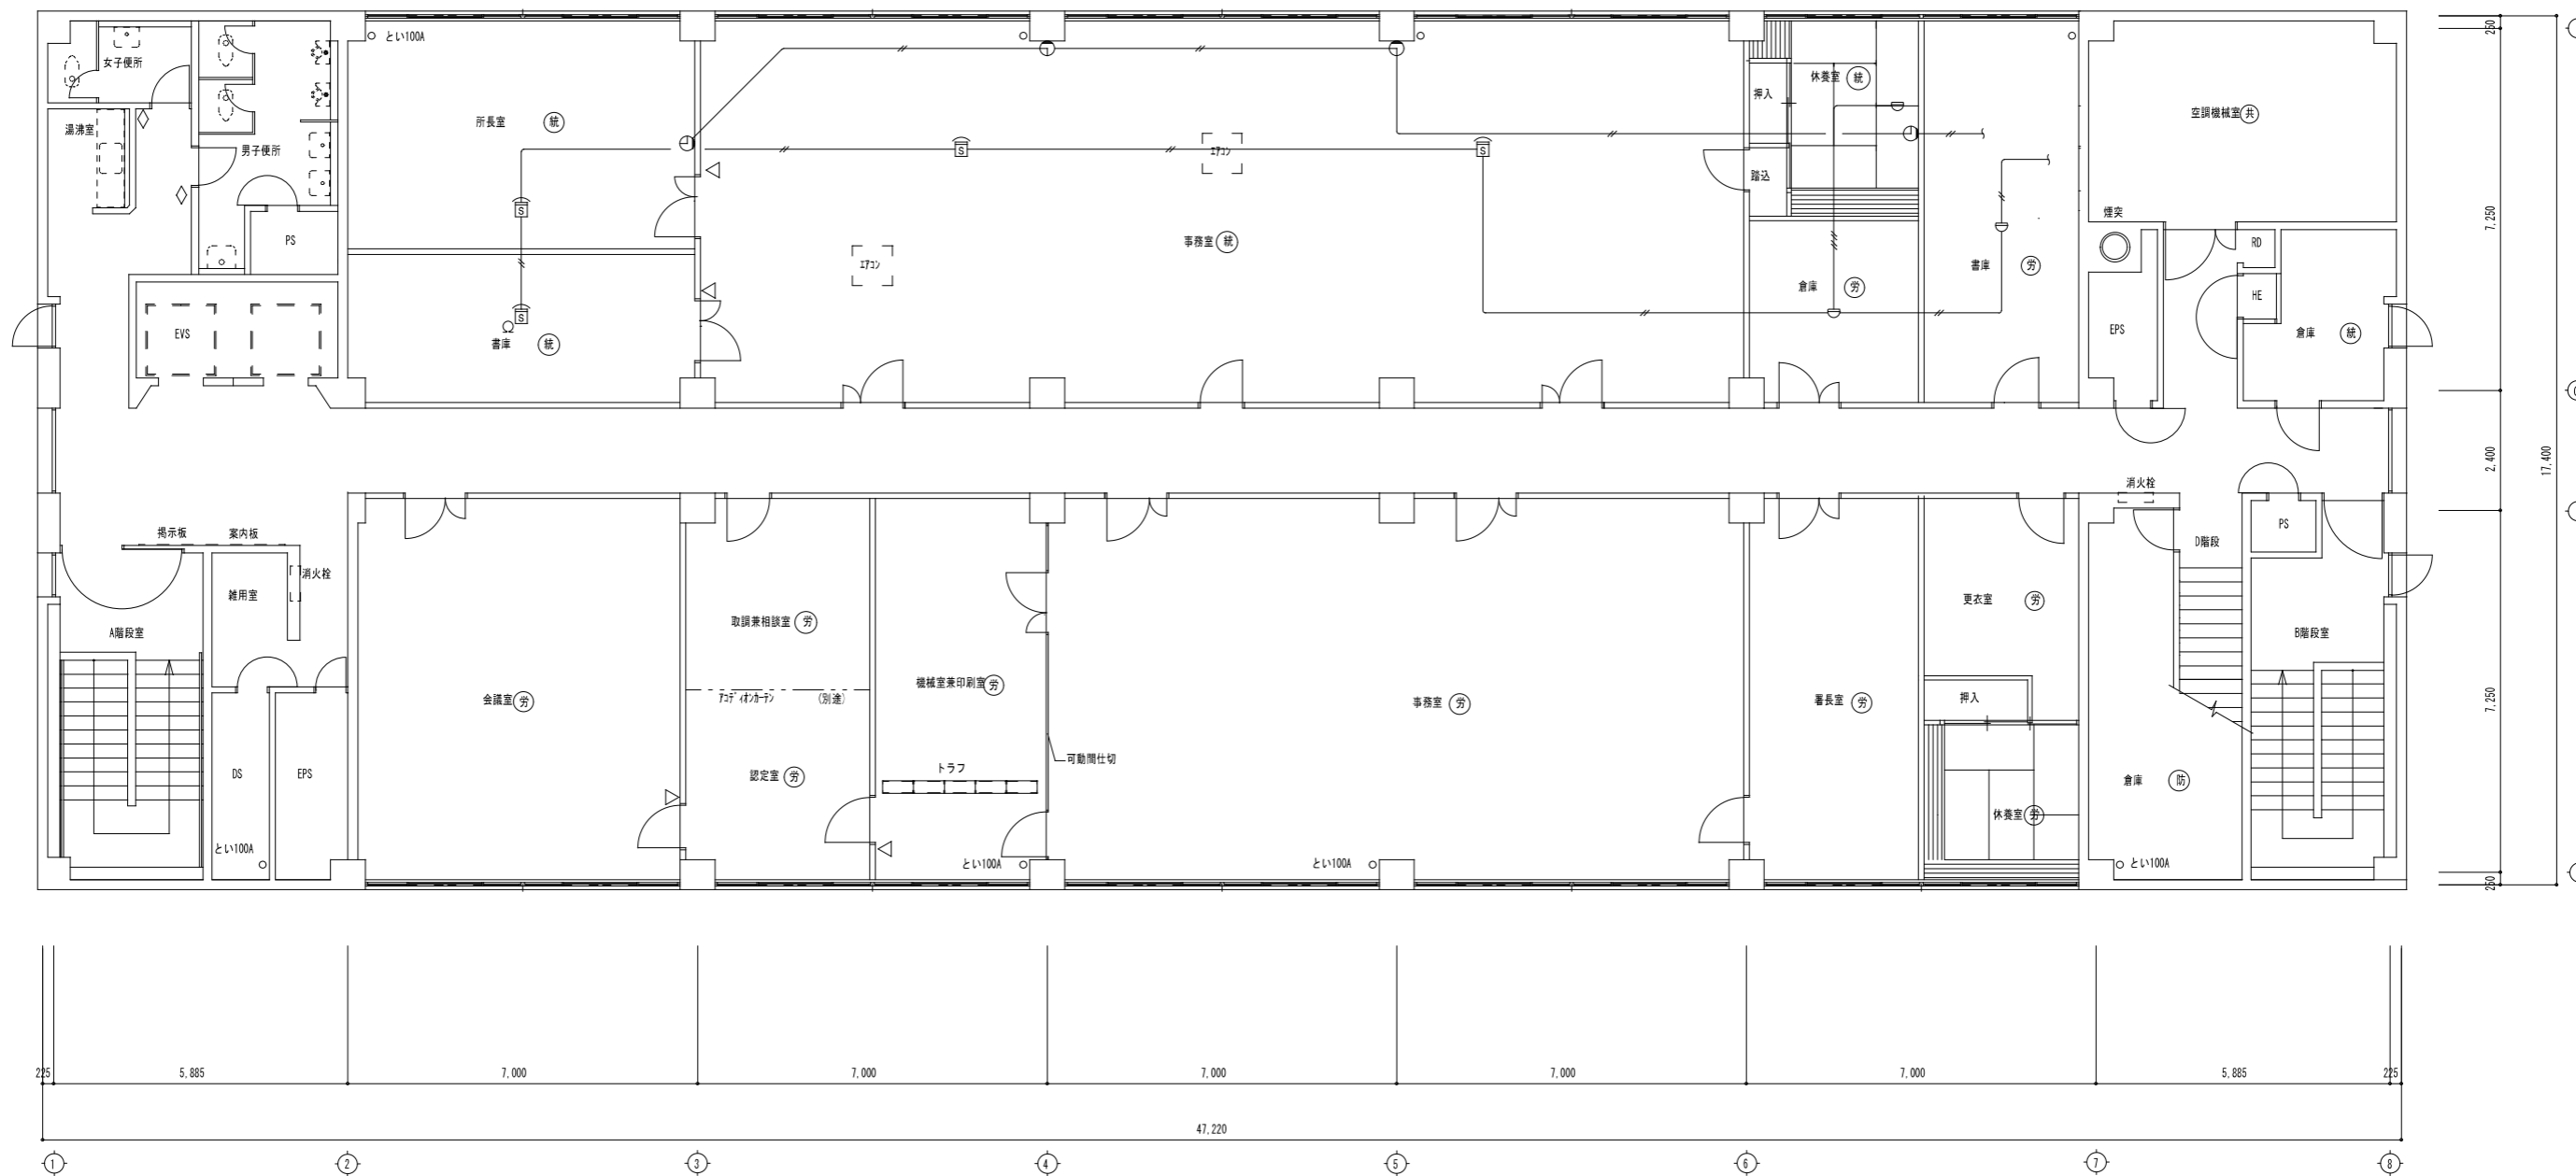 とい100A
女子便所
湯沸室
男子便所
PS
EVS
所長室 統
書庫 統
S
S
S
S
エアコン
エアコン
事務室 統
休養室 統
押入
踏込
倉庫 労
書庫 労
空調機械室 共
煙突
RD
HE
EPS
倉庫 統
掲示板
案内板
消火栓
雑用室
A階段室
DS
EPS
とい100A
会議室 労
取調兼相談室 労
アコーディオンカーテン (別途)
認定室 労
機械室兼印刷室 労
トラフ
とい100A
可動間仕切
事務室 労
とい100A
署長室 労
更衣室 労
押入
休養室 労
消火栓
D階段
PS
B階段室
倉庫 防
とい100A
250
7,250
2,400
7,250
250
17,400
225
5,885
7,000
7,000
7,000
7,000
7,000
5,885
225
47,220
1
2
3
4
5
6
7
8